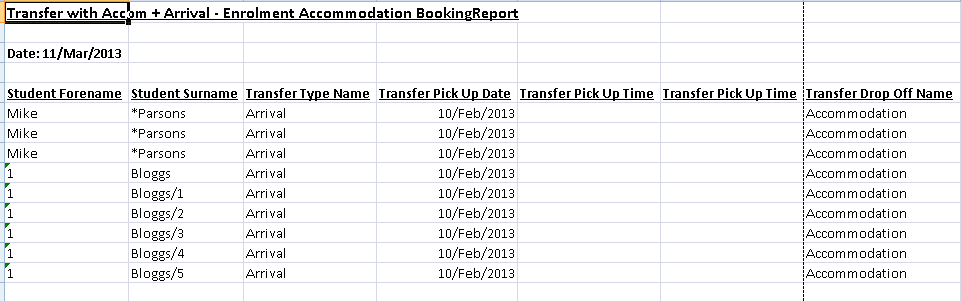 Transfer with Accom + Arrival - Enrolment Accommodation BookingReport
Date: 11/Mar/2013
Student Forename Student Surname Transfer Type Name Transfer Pick Up Date Transfer Pick Up Time Transfer Pick Up Time Transfer Drop Off Name
Mike *Parsons Arrival 10/Feb/2013 Accommodation
Mike *Parsons Arrival 10/Feb/2013 Accommodation
Mike *Parsons Arrival 10/Feb/2013 Accommodation
1 Bloggs Arrival 10/Feb/2013 Accommodation
1 Bloggs/1 Arrival 10/Feb/2013 Accommodation
1 Bloggs/2 Arrival 10/Feb/2013 Accommodation
1 Bloggs/3 Arrival 10/Feb/2013 Accommodation
1 Bloggs/4 Arrival 10/Feb/2013 Accommodation
1 Bloggs/5 Arrival 10/Feb/2013 Accommodation